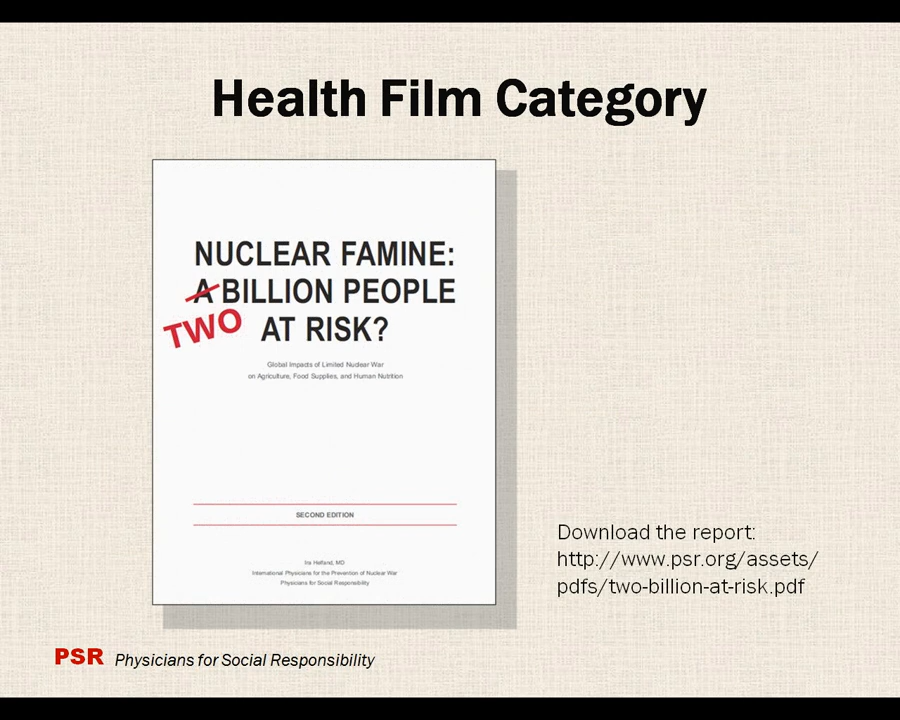 Health Film Category
NUCLEAR FAMINE:
A BILLION PEOPLE
TWO
AT RISK?
Global Impacts of Limited Nuclear War
on Agriculture, Food Supplies, and Human Nutrition
SECOND EDITION
Ira Helfand, MD
International Physicians for the Prevention of Nuclear War
Physicians for Social Responsibility
Download the report:
http://www.psr.org/assets/
pdfs/two-billion-at-risk.pdf
PSR Physicians for Social Responsibility